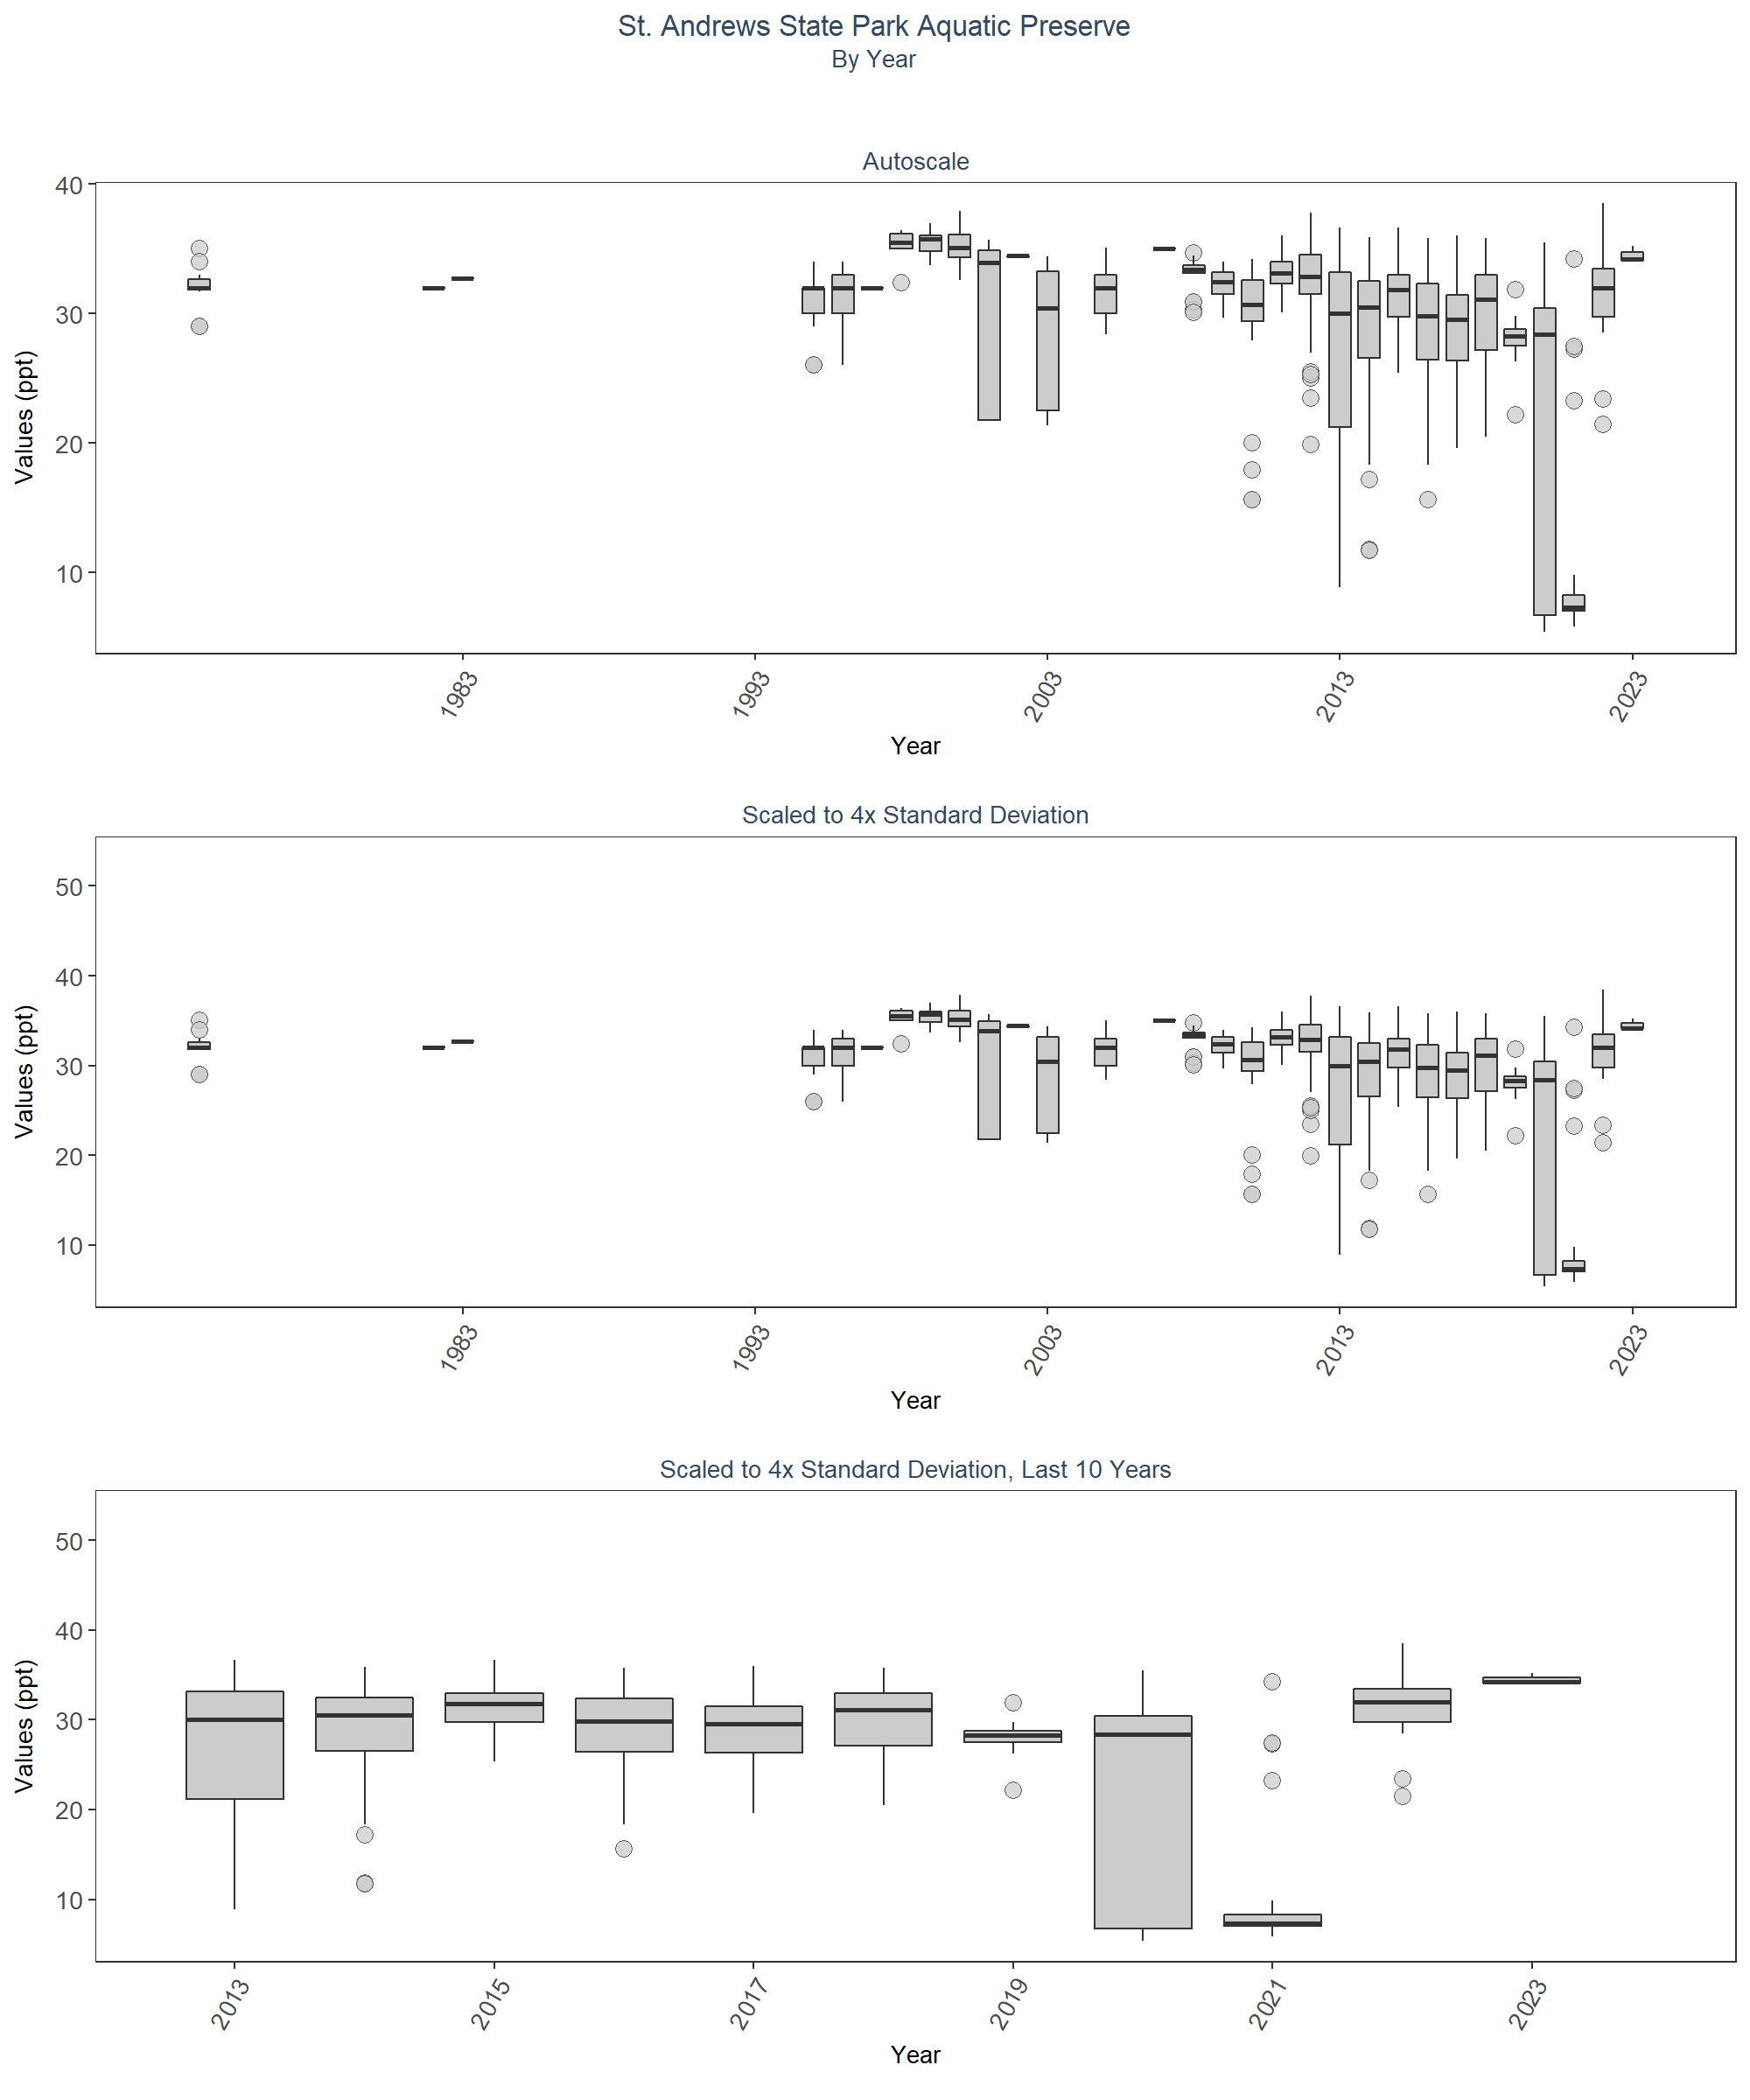 St. Andrews State Park Aquatic Preserve
By Year
Autoscale
Values (ppt)
40
30
20
10
1983
1993
2003
2013
2023
Year
Scaled to 4x Standard Deviation
Values (ppt)
50
40
30
20
10
1983
1993
2003
2013
2023
Year
Scaled to 4x Standard Deviation, Last 10 Years
Values (ppt)
50
40
30
20
10
2013
2015
2017
2019
2021
2023
Year